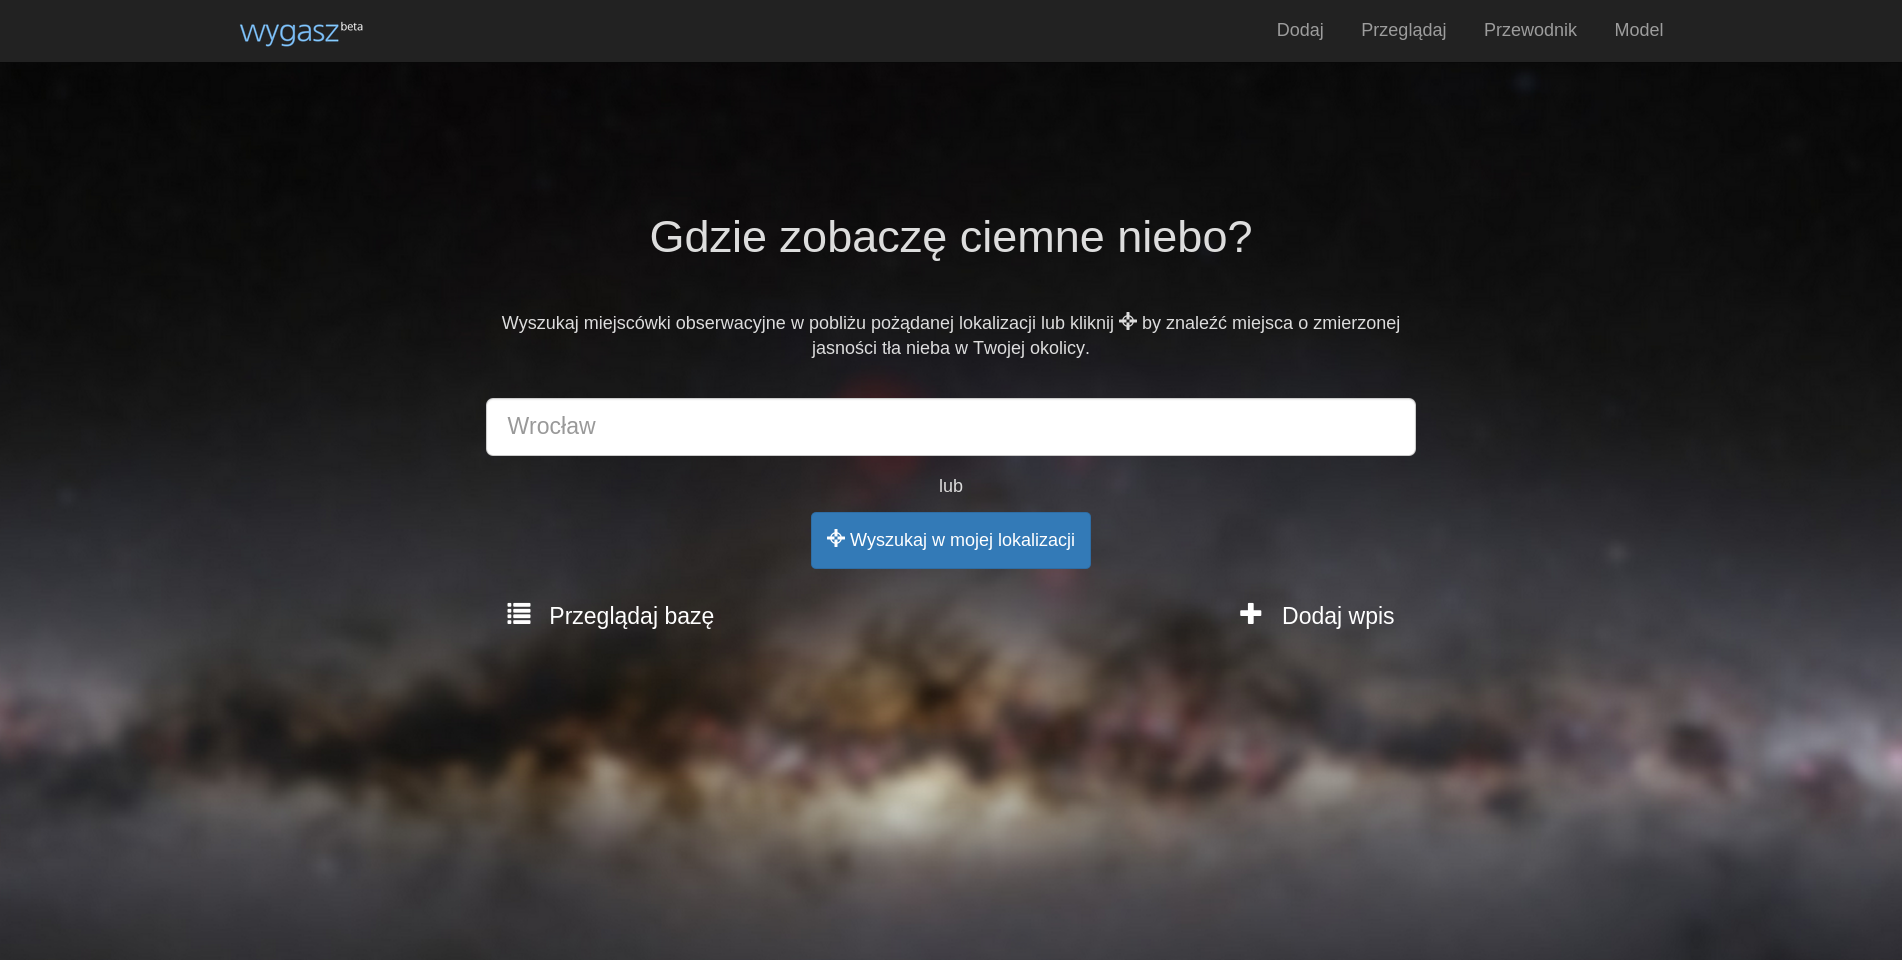 wygasz beta
Dodaj
Przeglądaj
Przewodnik
Model
Gdzie zobaczę ciemne niebo?
Wyszukaj miejscówki obserwacyjne w pobliżu pożądanej lokalizacji lub kliknij by znaleźć miejsca o zmierzonej
jasności tła nieba w Twojej okolicy.
Wrocław
lub
Wyszukaj w mojej lokalizacji
Przeglądaj bazę
Dodaj wpis